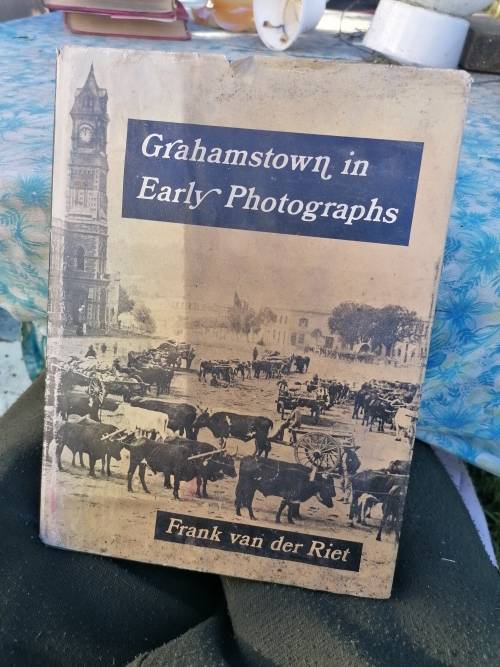 Grahamstown in
Early Photographs
Frank van der Riet